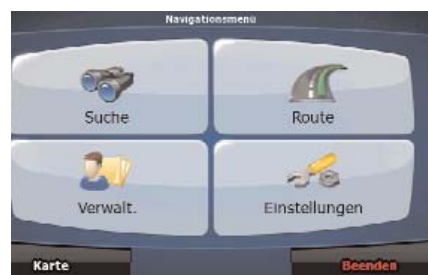 Navigationsmenü
Suche
Route
Verwalt.
Einstellungen
Karte
Beenden